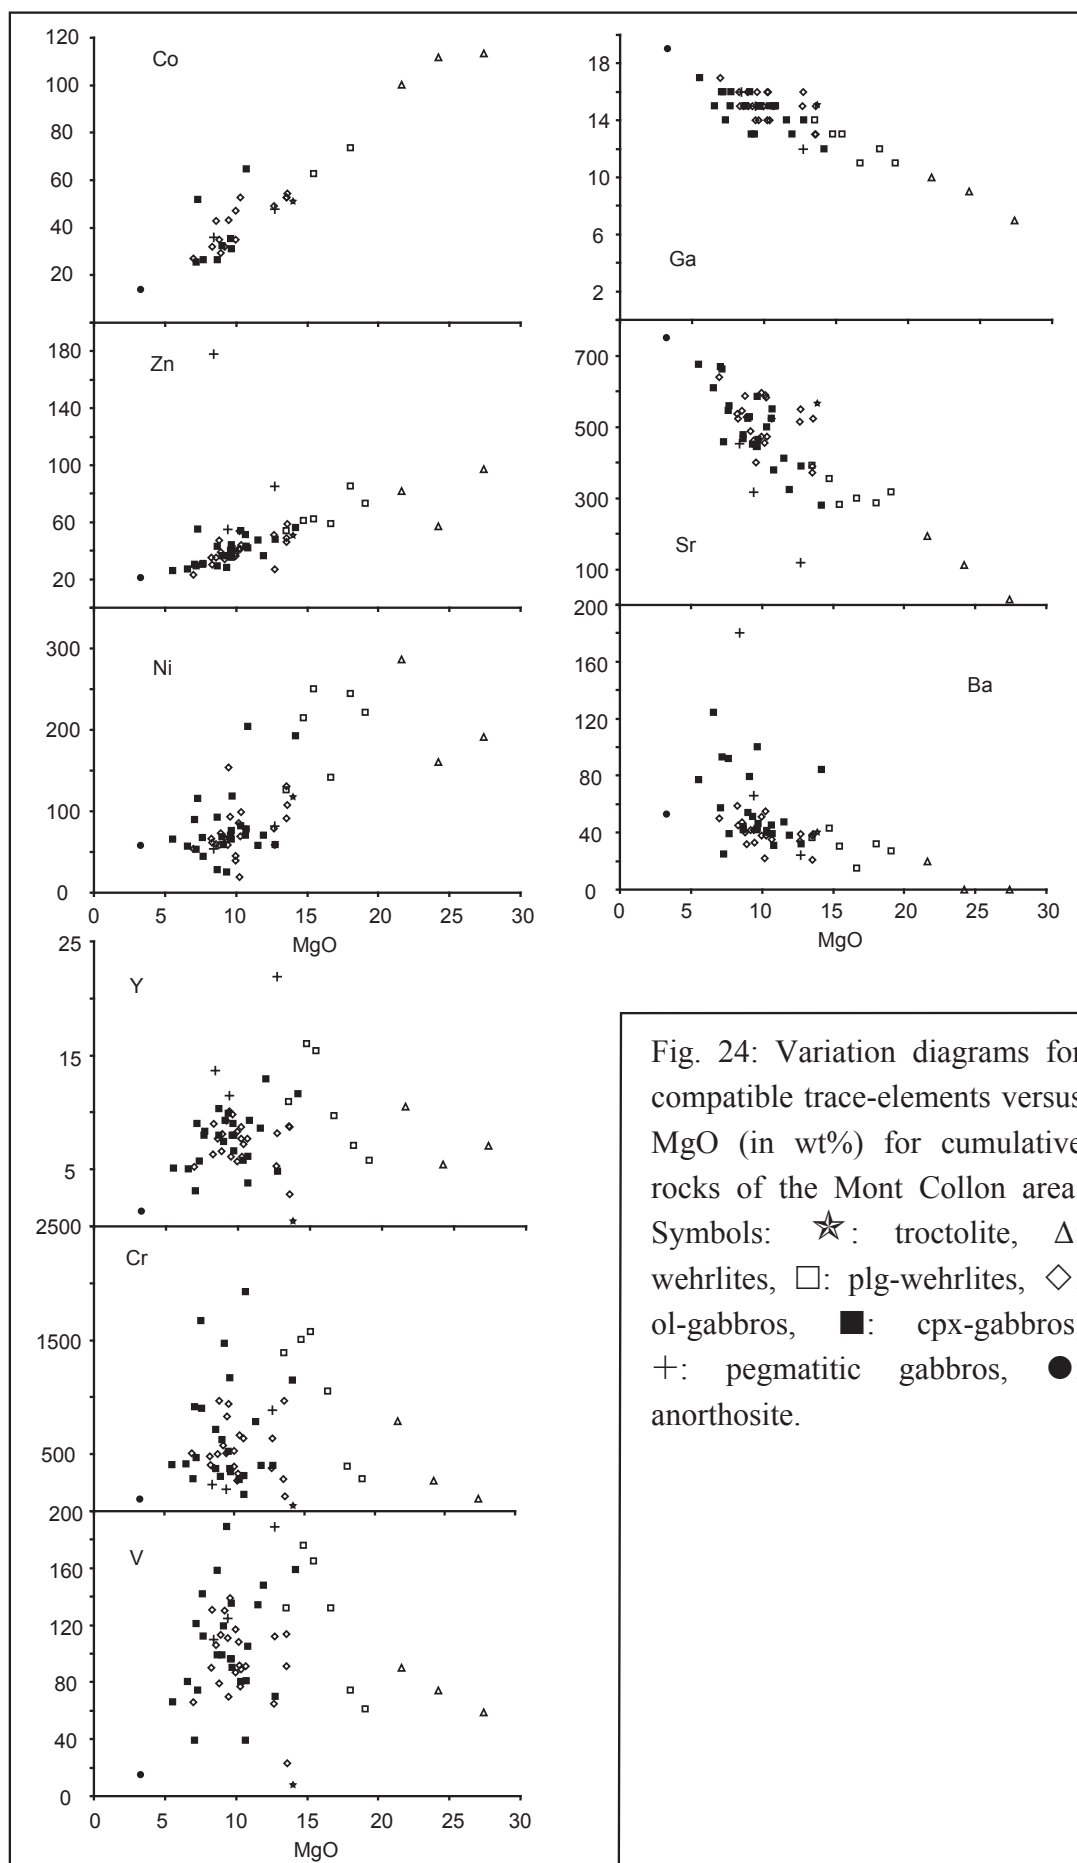 120
100
80
60
40
20
Co
180
140
100
60
20
Zn
300
200
100
0
Ni
0 5 10 15 20 25 30
MgO
25
15
5
Y
2500
1500
500
Cr
200
160
120
80
40
0
V
0 5 10 15 20 25 30
MgO
18
14
10
6
2
Ga
700
500
300
100
Sr
200
160
120
80
40
0
Ba
0 5 10 15 20 25 30
MgO
Fig. 24: Variation diagrams for
compatible trace-elements versus
MgO (in wt%) for cumulative
rocks of the Mont Collon area
Symbols: ☆: troctolite, △
wehrlites, □: plg-wehrlites, ◇
ol-gabbros, ■: cpx-gabbros
+: pegmatitic gabbros, ●
anorthosite.